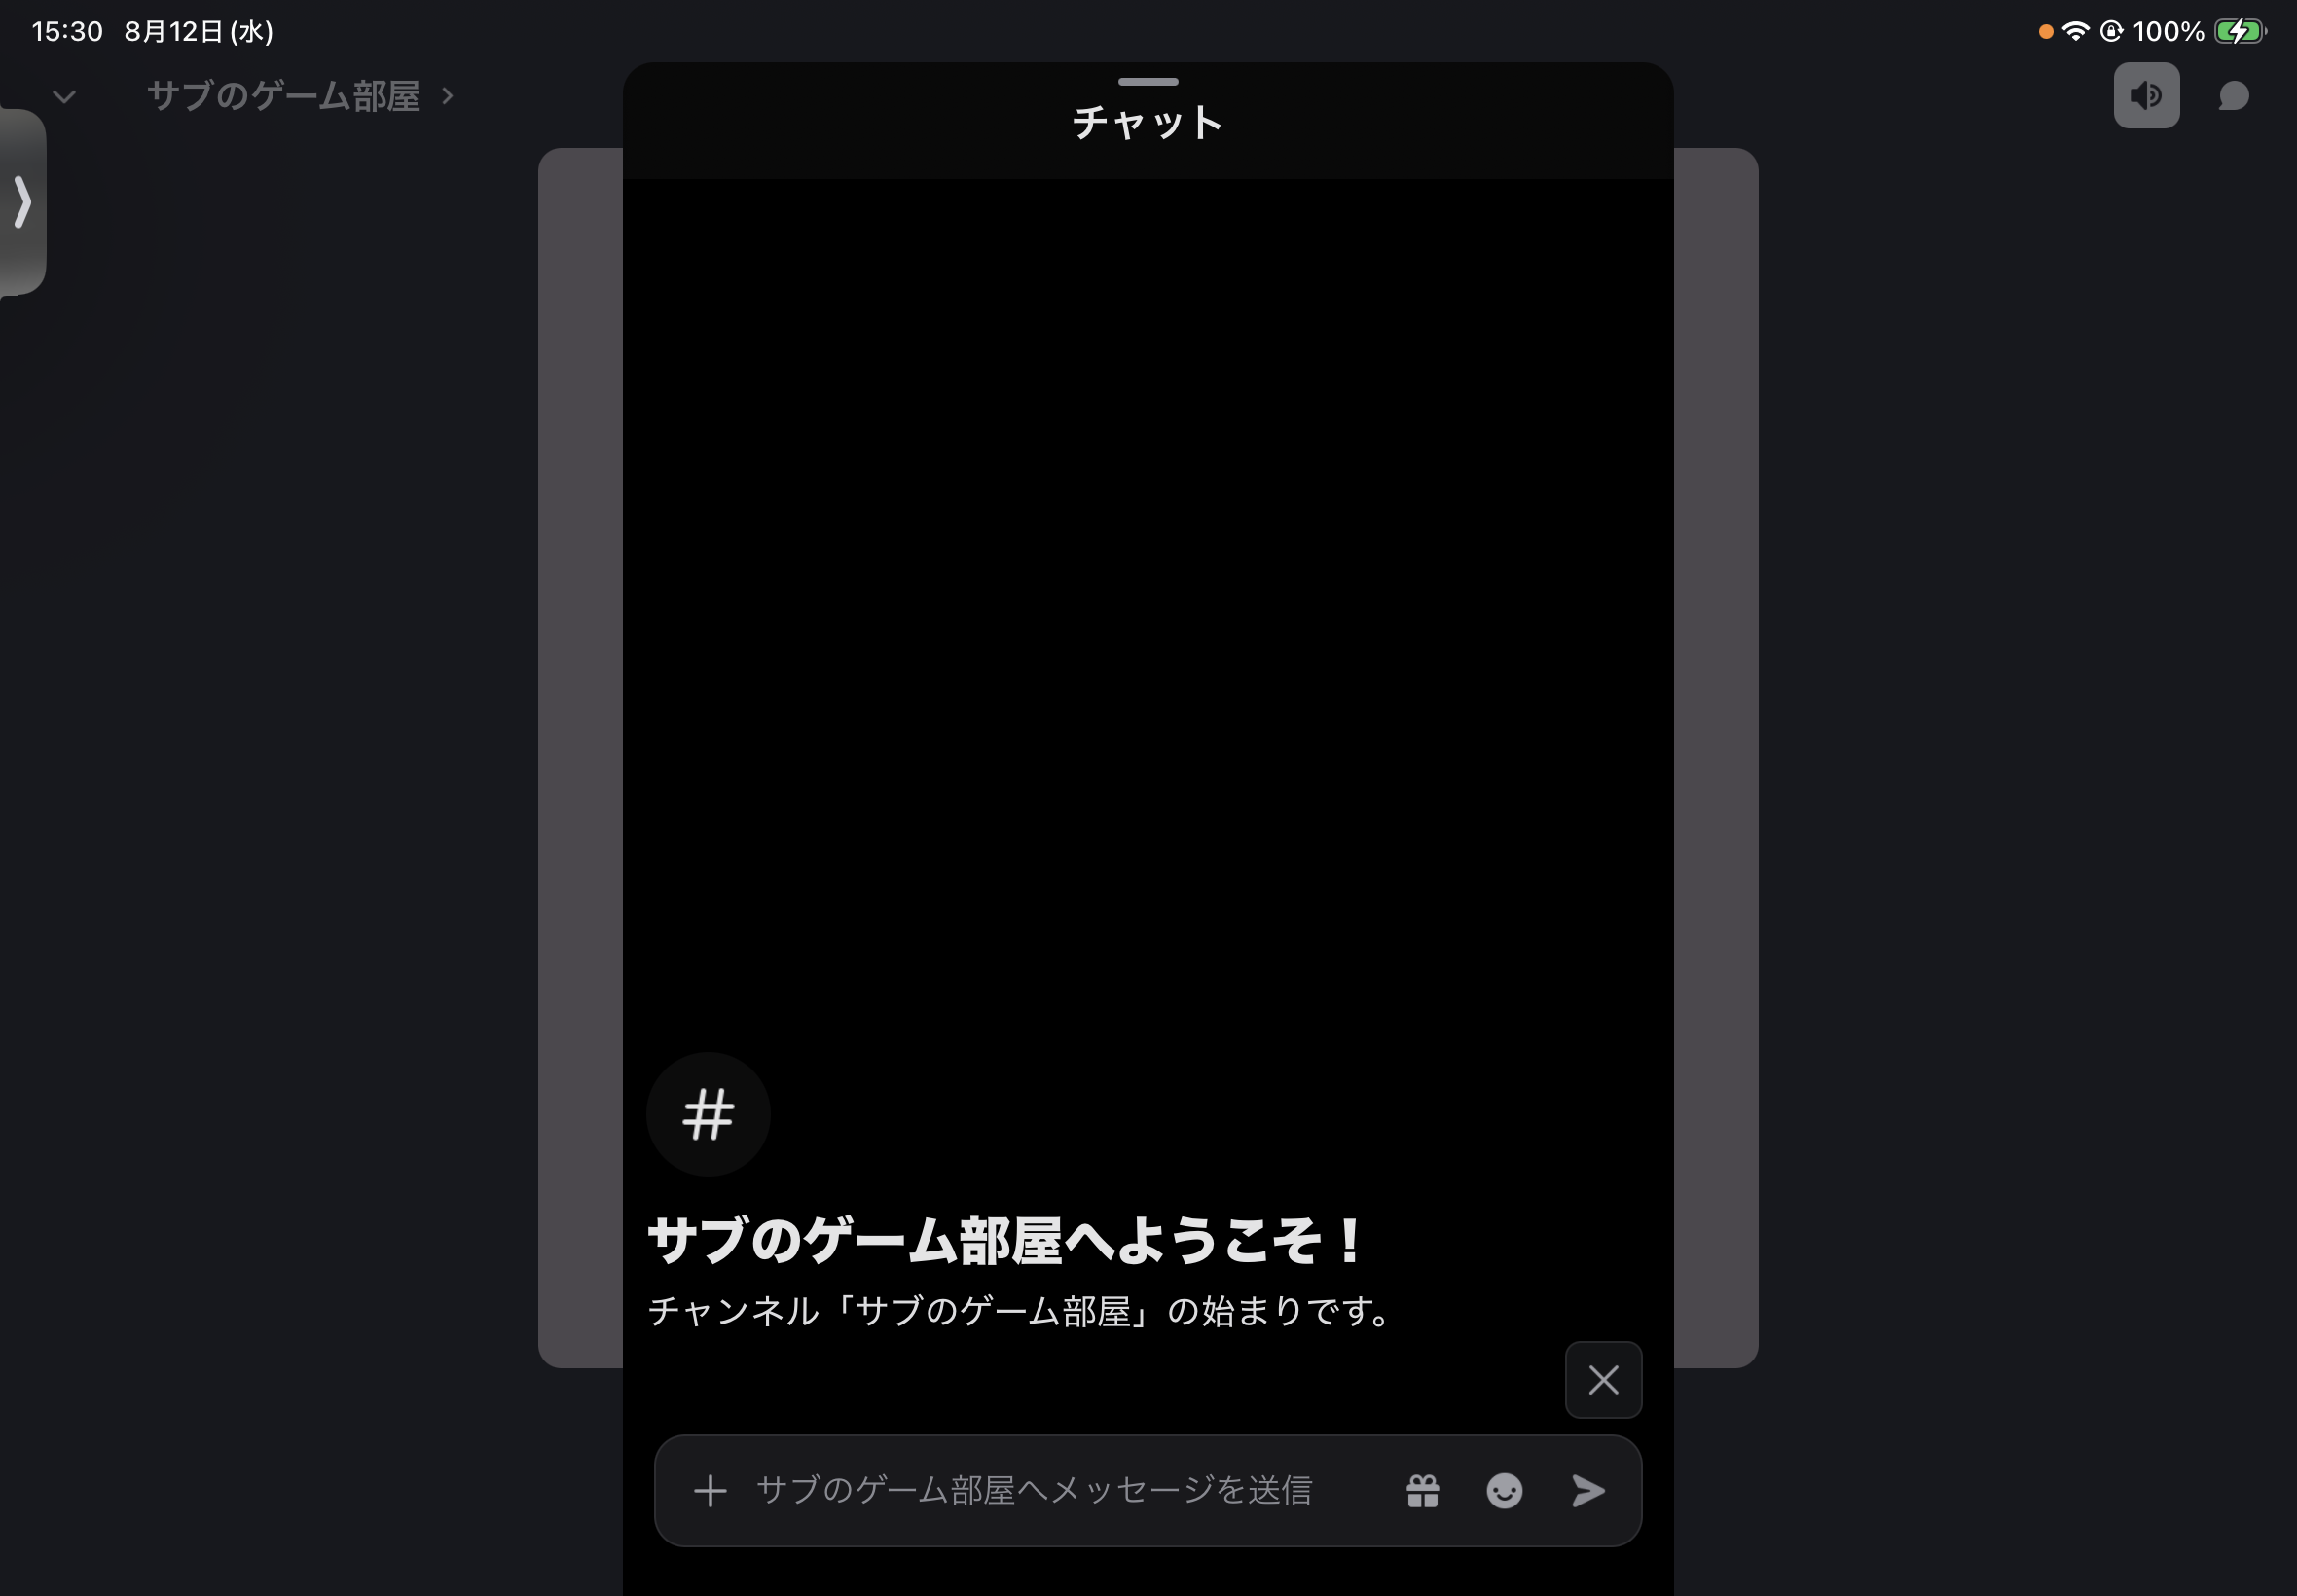 15:30 8月12日(水)
100%
サブのゲーム部屋
チャット
サブのゲーム部屋へようこそ！
チャンネル「サブのゲーム部屋」の始まりです。
サブのゲーム部屋へメッセージを送信